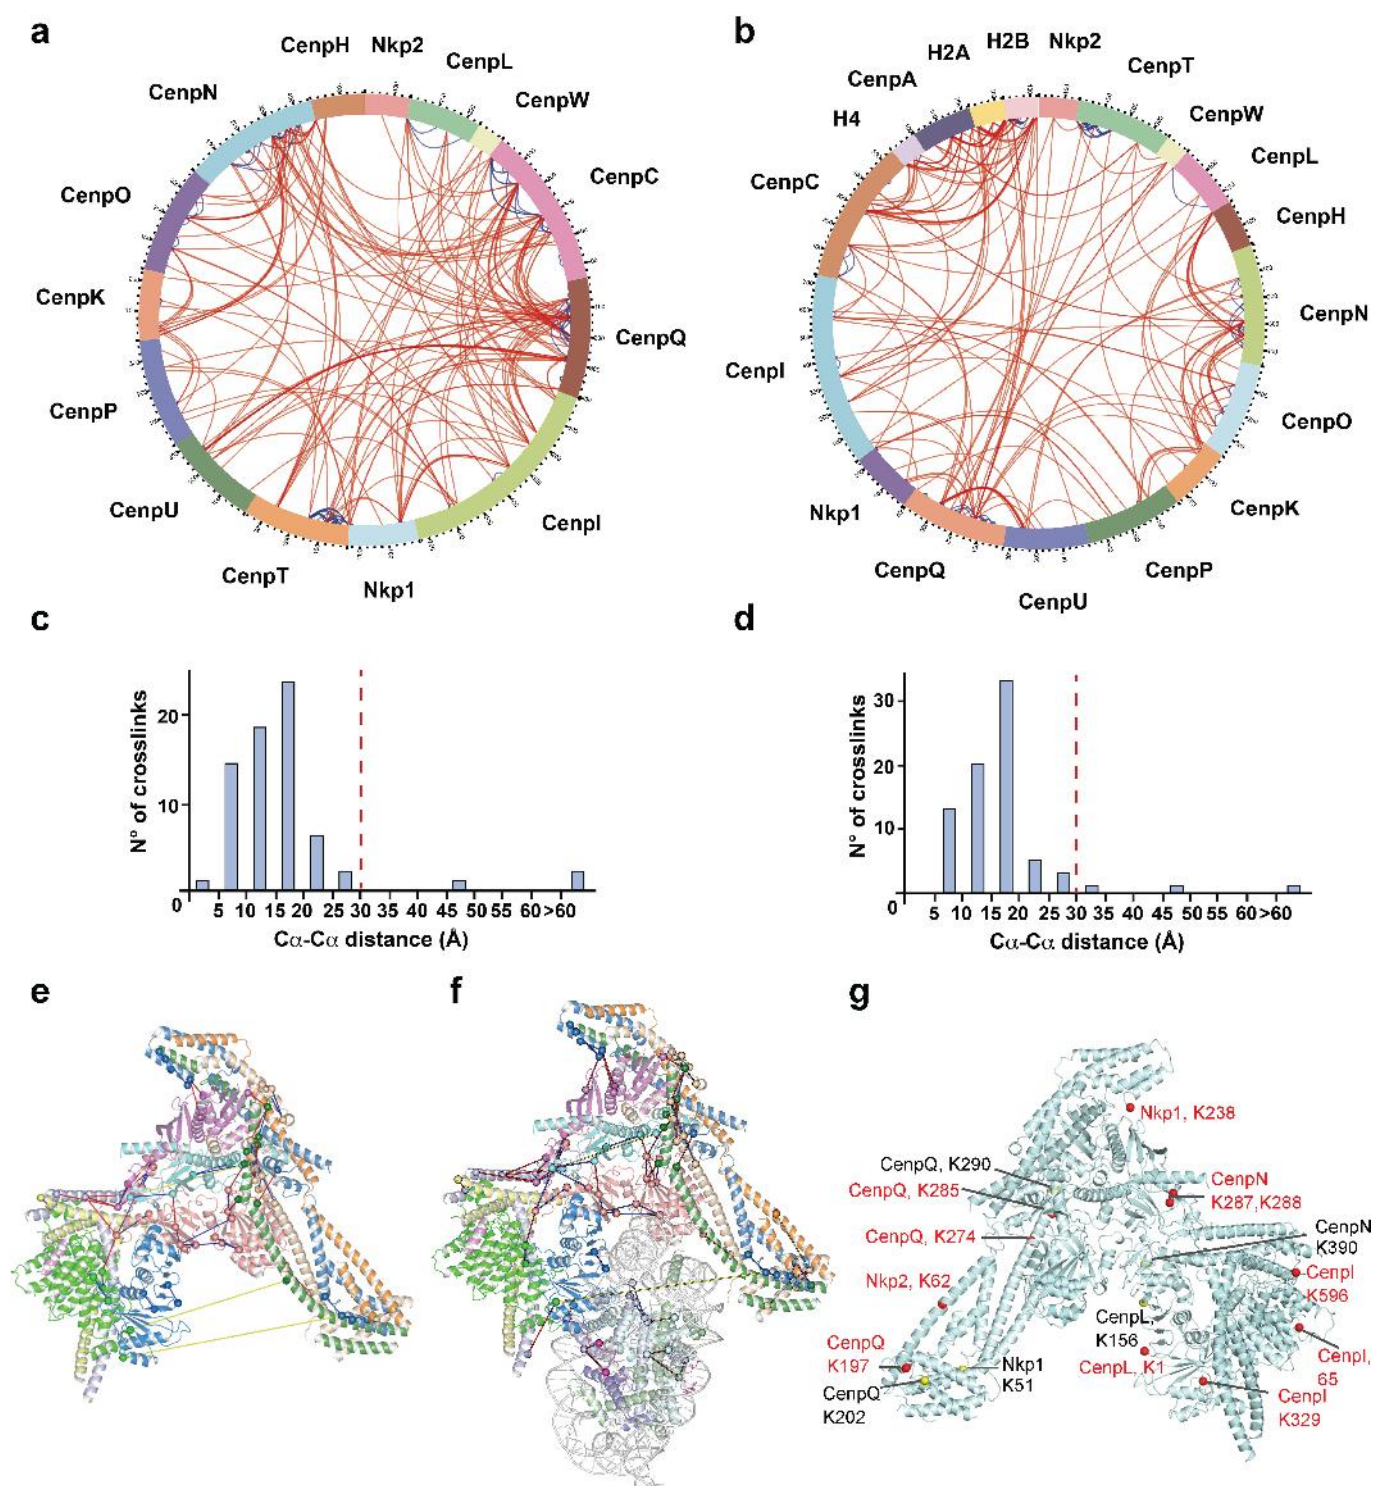 a
CenpH
Nkp2
CenpL
CenpW
CenpN
CenpC
CenpO
CenpK
CenpQ
CenpP
CenpU
CenpI
CenpT
Nkp1
b
H2A
H2B
Nkp2
CenpT
CenpA
CenpW
H4
CenpL
CenpC
CenpH
CenpN
CenpI
CenpO
Nkp1
CenpK
CenpQ
CenpP
CenpU
c
N° of crosslinks
20
10
0 5 10 15 20 25 30 35 40 45 50 55 60 >60
Cα-Cα distance (Å)
d
N° of crosslinks
30
20
10
0 5 10 15 20 25 30 35 40 45 50 55 60 >60
Cα-Cα distance (Å)
e
f
g
Nkp1, K238
CenpQ, K290
CenpQ, K285
CenpN
K287,K288
CenpN
K390
CenpQ, K274
Nkp2, K62
CenpI
K596
CenpL,
K156
CenpQ
K197
Nkp1
K51
CenpL, K1
CenpI,
65
CenpQ
K202
CenpI
K329